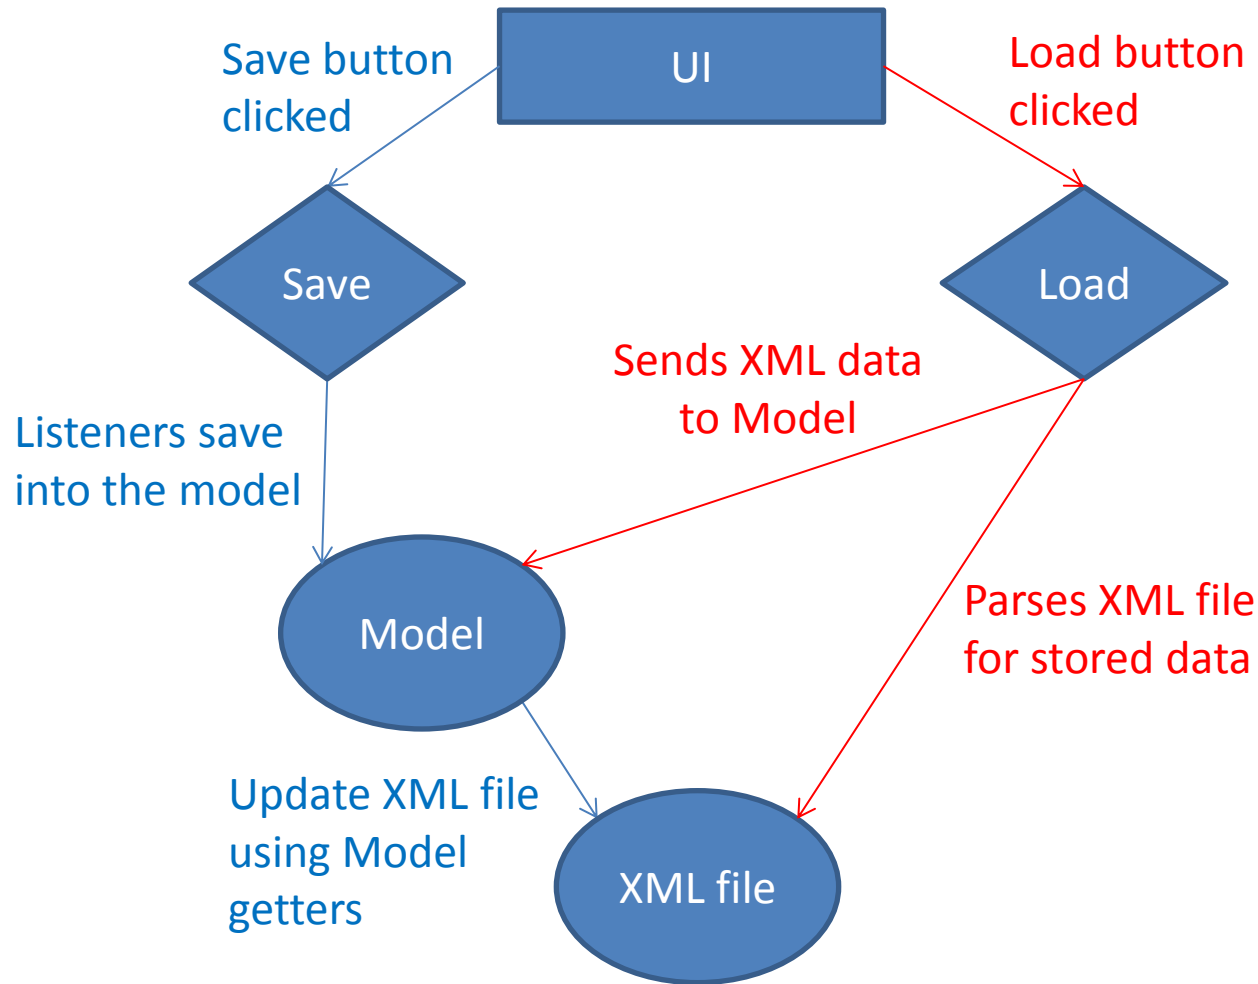 Save button
clicked
UI
Load button
clicked
Save
Load
Sends XML data
to Model
Listeners save
into the model
Model
Parses XML file
for stored data
Update XML file
using Model
getters
XML file